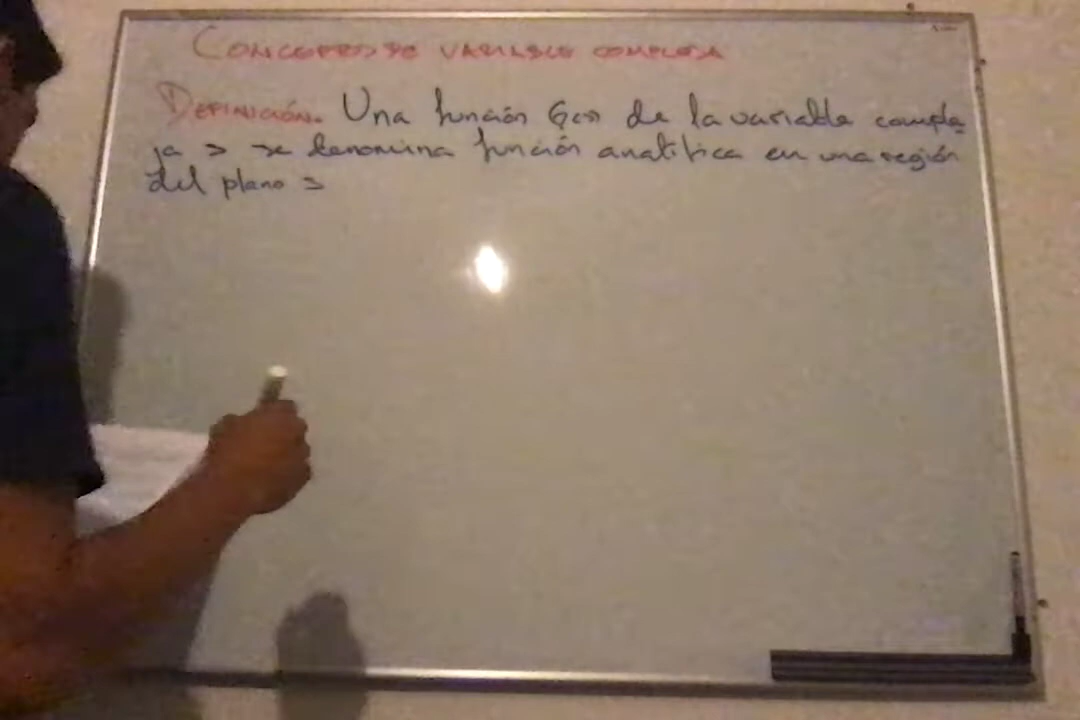 CONCEPTOS DE VARIABLE COMPLEJA
DEFINICIÓN. Una función G(s) de la variable comple-
ja s se denomina función analítica en una región
del plano s